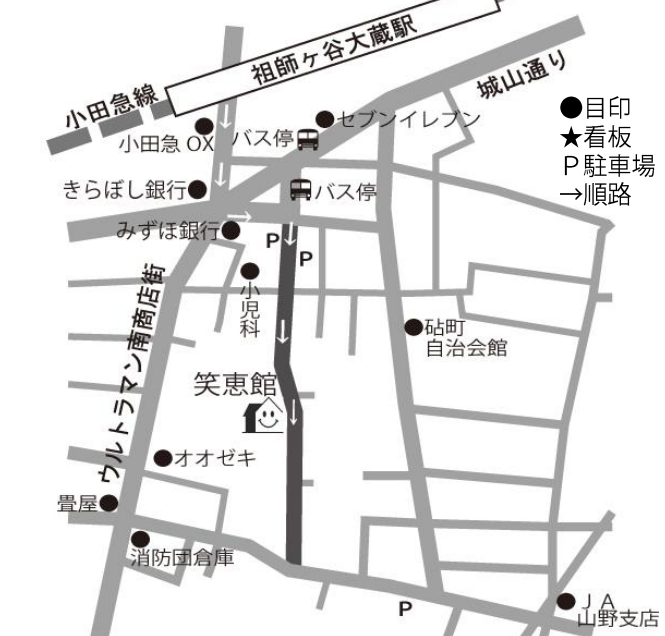 祖師ヶ谷大蔵駅
小田急線
城山通り
●目印
★看板
Ｐ駐車場
→順路
セブンイレブン
小田急 OX
バス停
きらぼし銀行
バス停
みずほ銀行
P
P
小児科
ウルトラマン南商店街
砧町
自治会館
笑恵館
オオゼキ
畳屋
消防団倉庫
P
ＪＡ
山野支店